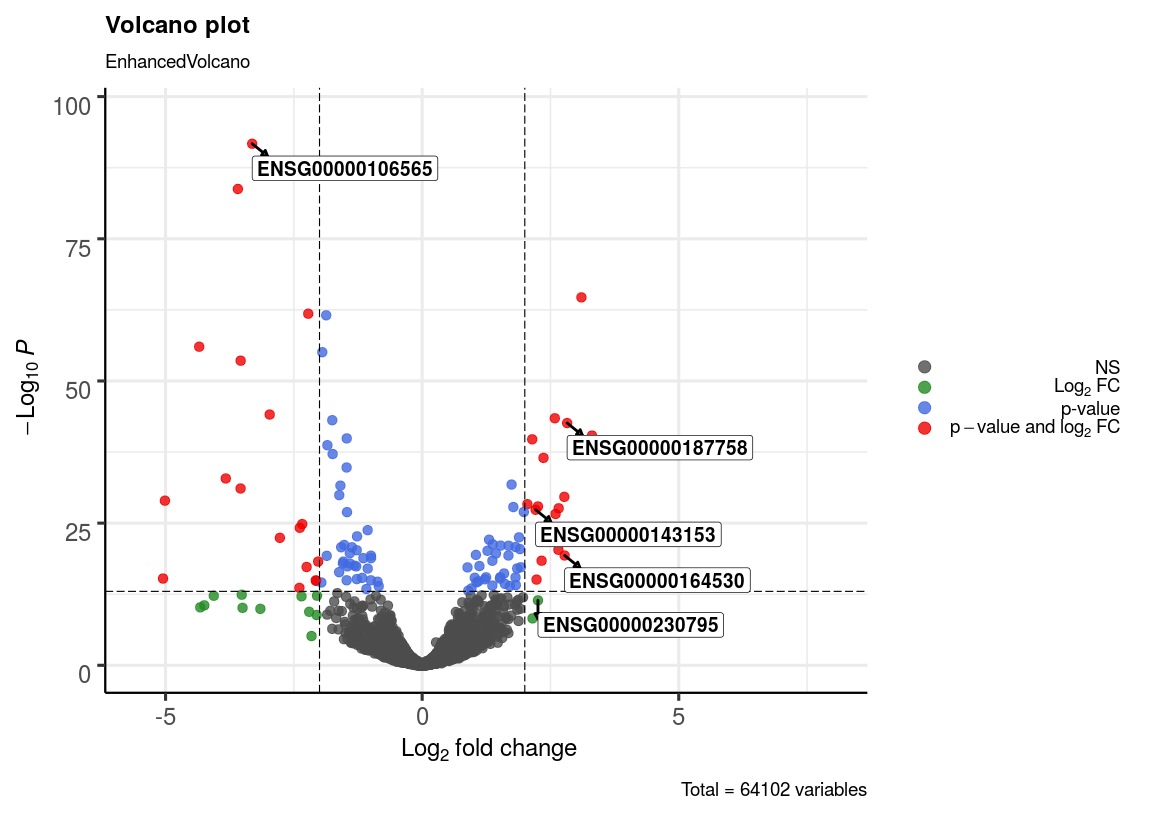 Volcano plot
EnhancedVolcano
−Log₁₀ P
100
75
50
25
0
ENSG00000106565
ENSG00000187758
ENSG00000143153
ENSG00000164530
ENSG00000230795
-5
0
5
Log₂ fold change
NS
Log₂ FC
p-value
p − value and log₂ FC
Total = 64102 variables